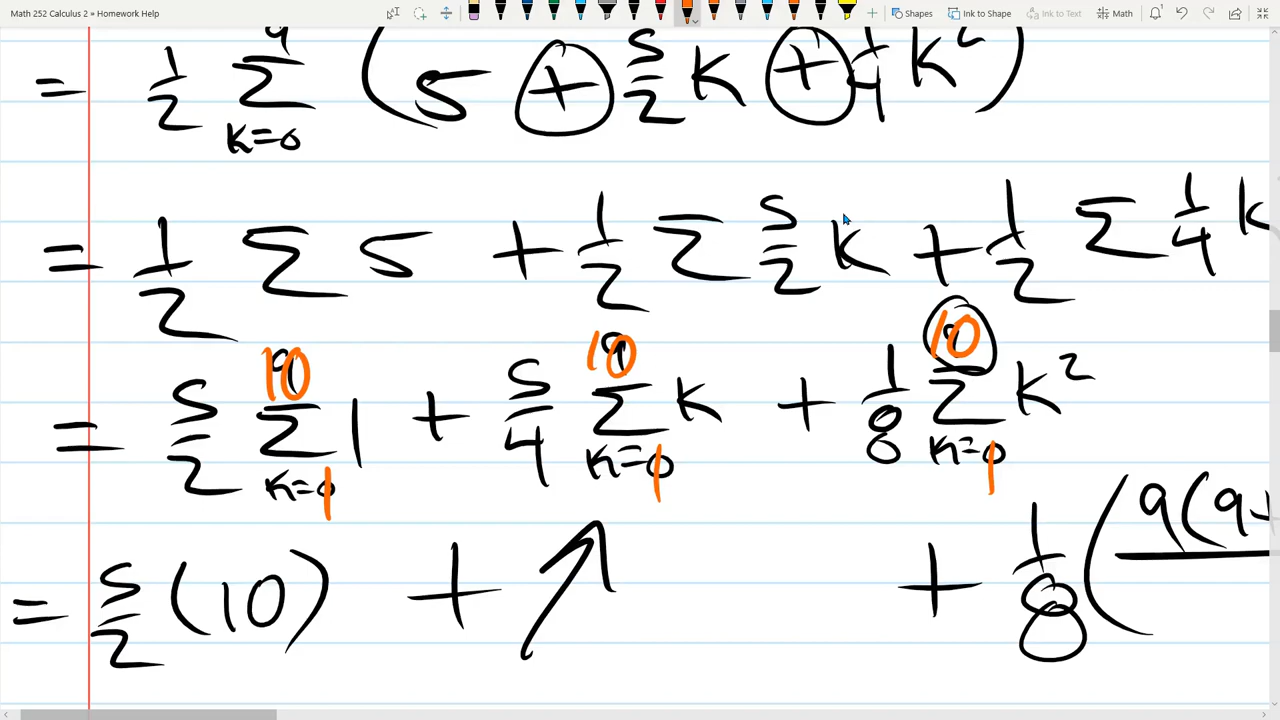 Math 252 Calculus 2 » Homework Help
Shapes Ink to Shape Ink to Text Math
= 1/2 9 Σ k=0 (5 + 5/2 k + 1/4 k²)
= 1/2 Σ 5 + 1/2 Σ 5/2 k + 1/2 Σ 1/4 k
= 5/2 10 Σ k=1 1 + 5/4 10 Σ k=1 k + 1/8 10 Σ k=1 k²
= 5/2 (10) + ↗ + 1/8 ( 9(9+